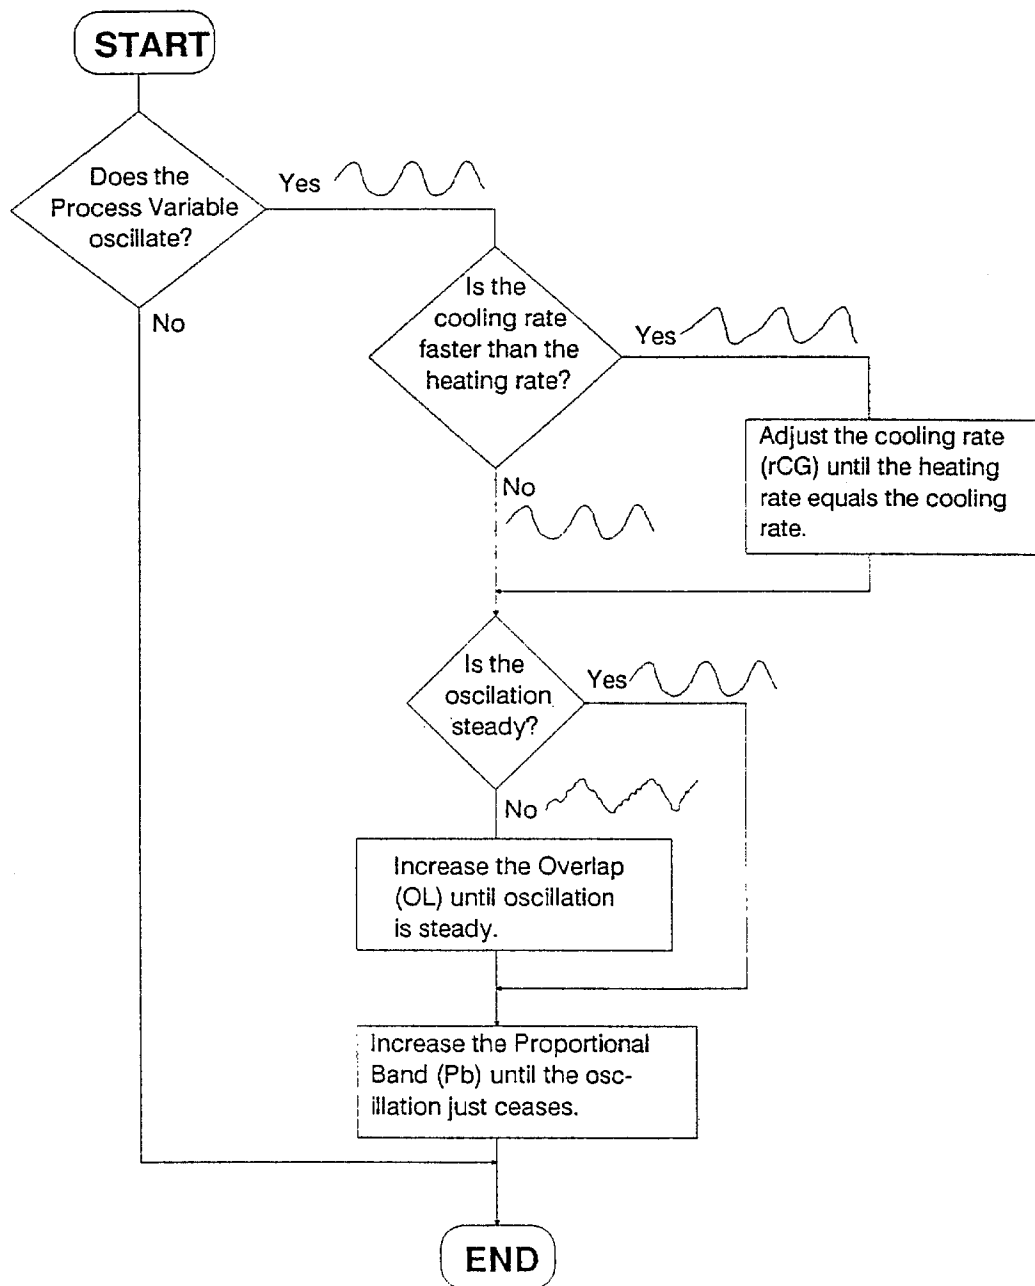 START
Does the
Process Variable
oscillate?
Yes
No
Is the
cooling rate
faster than the
heating rate?
Yes
Adjust the cooling rate
(rCG) until the heating
rate equals the cooling
rate.
No
Is the
oscilation
steady?
Yes
No
Increase the Overlap
(OL) until oscillation
is steady.
Increase the Proportional
Band (Pb) until the osc-
illation just ceases.
END